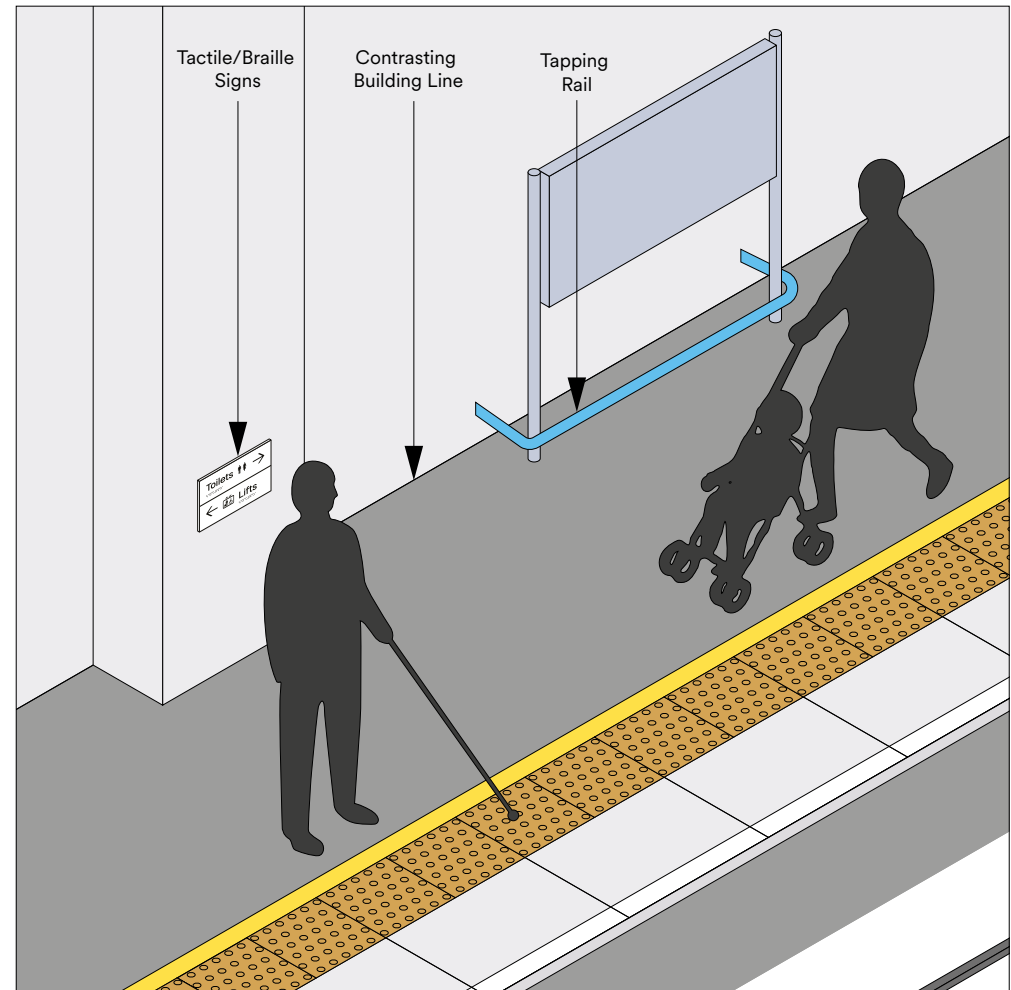 Tactile/Braille
Signs
Contrasting
Building Line
Tapping
Rail
Toilets
Lifts